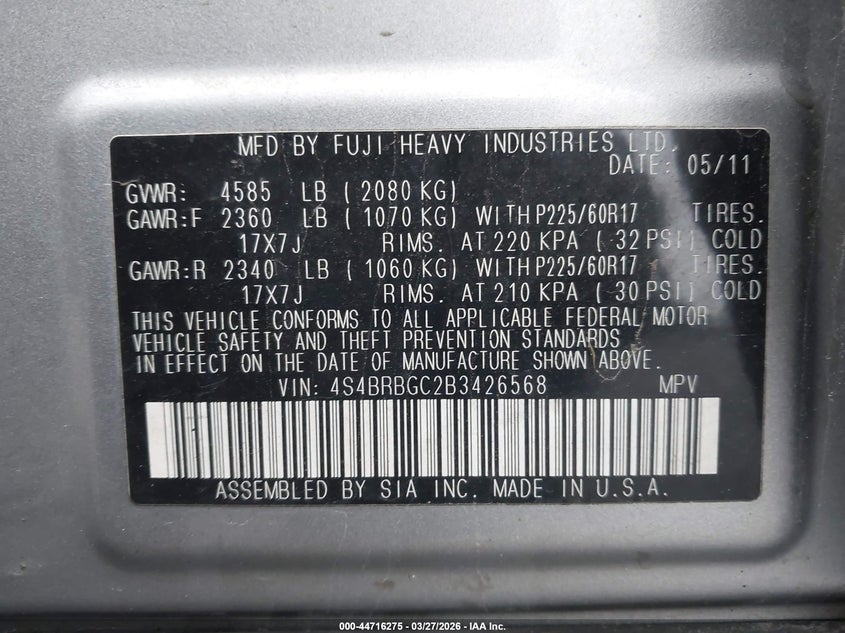 MFD BY FUJI HEAVY INDUSTRIES LTD.
DATE: 05/11
GVWR: 4585 LB ( 2080 KG)
GAWR:F 2360 LB ( 1070 KG) WITH P225/60R17 TIRES.
17X7J RIMS. AT 220 KPA ( 32 PSI) COLD
GAWR:R 2340 LB ( 1060 KG) WITH P225/60R17 TIRES.
17X7J RIMS. AT 210 KPA ( 30 PSI) COLD
THIS VEHICLE CONFORMS TO ALL APPLICABLE FEDERAL MOTOR
VEHICLE SAFETY AND THEFT PREVENTION STANDARDS
IN EFFECT ON THE DATE OF MANUFACTURE SHOWN ABOVE.
VIN: 4S4BRBGC2B3426568 MPV
ASSEMBLED BY SIA INC. MADE IN U.S.A.
000-44716275 — 03/27/2026 - IAA Inc.